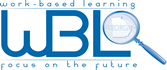 work-based learning
WBL
focus on the future